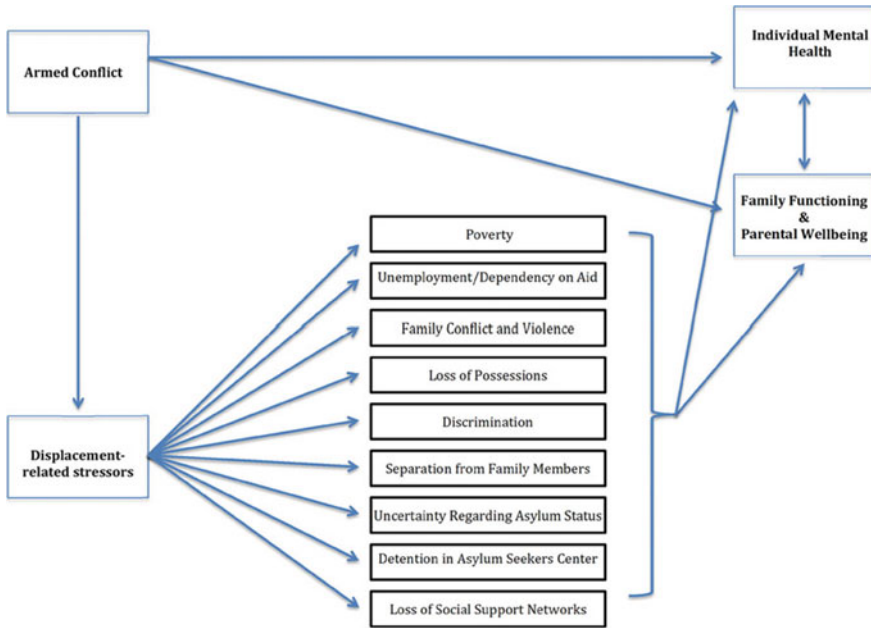 Armed Conflict
Individual Mental
Health
Family Functioning
&
Parental Wellbeing
Poverty
Unemployment/Dependency on Aid
Family Conflict and Violence
Loss of Possessions
Discrimination
Displacement-
related stressors
Separation from Family Members
Uncertainty Regarding Asylum Status
Detention in Asylum Seekers Center
Loss of Social Support Networks